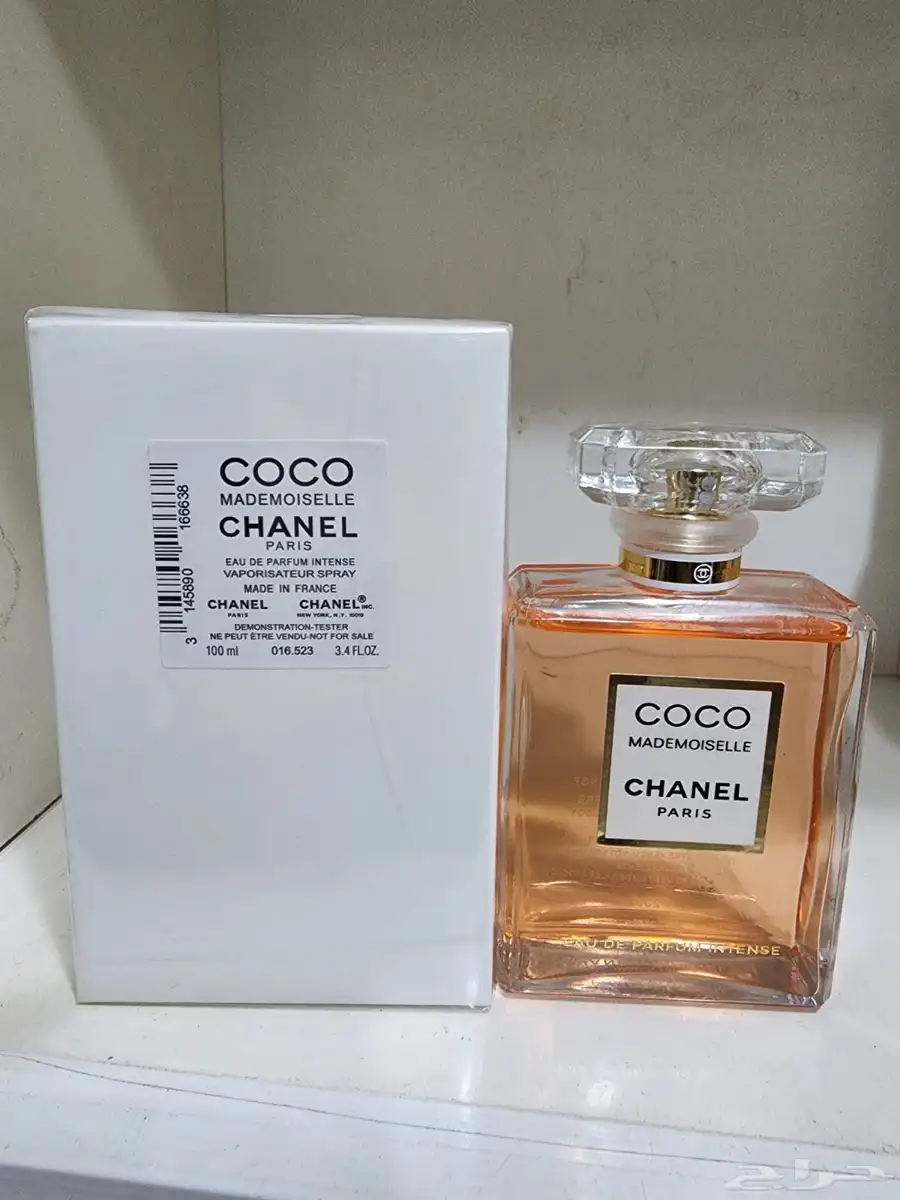 COCO
MADEMOISELLE
CHANEL
PARIS
EAU DE PARFUM INTENSE
VAPORISATEUR SPRAY
MADE IN FRANCE
CHANEL CHANEL® INC.
PARIS NEW YORK, N.Y. 10019
DEMONSTRATION-TESTER
NE PEUT ÊTRE VENDU-NOT FOR SALE
100 ml 016.523 3.4 FL.OZ.
3 145890 166638
COCO
MADEMOISELLE
CHANEL
PARIS
EAU DE PARFUM INTENSE
حراج